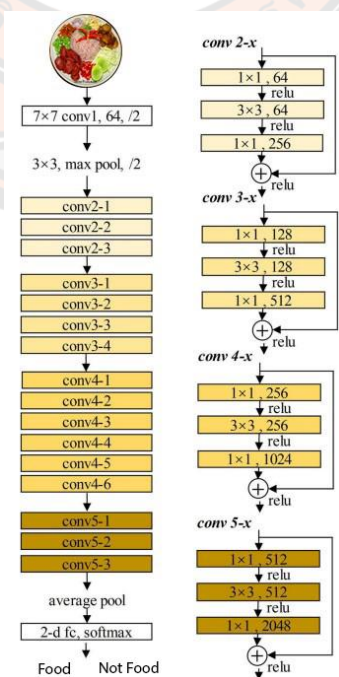 7×7 conv1, 64, /2
3×3, max pool, /2
conv2-1
conv2-2
conv2-3
conv3-1
conv3-2
conv3-3
conv3-4
conv4-1
conv4-2
conv4-3
conv4-4
conv4-5
conv4-6
conv5-1
conv5-2
conv5-3
average pool
2-d fc, softmax
Food Not Food
conv 2-x
1×1 , 64
relu
3×3 , 64
relu
1×1 , 256
+
relu
conv 3-x
1×1 , 128
relu
3×3 , 128
relu
1×1 , 512
+
relu
conv 4-x
1×1 , 256
relu
3×3 , 256
relu
1×1 , 1024
+
relu
conv 5-x
1×1 , 512
relu
3×3 , 512
relu
1×1 , 2048
+
relu